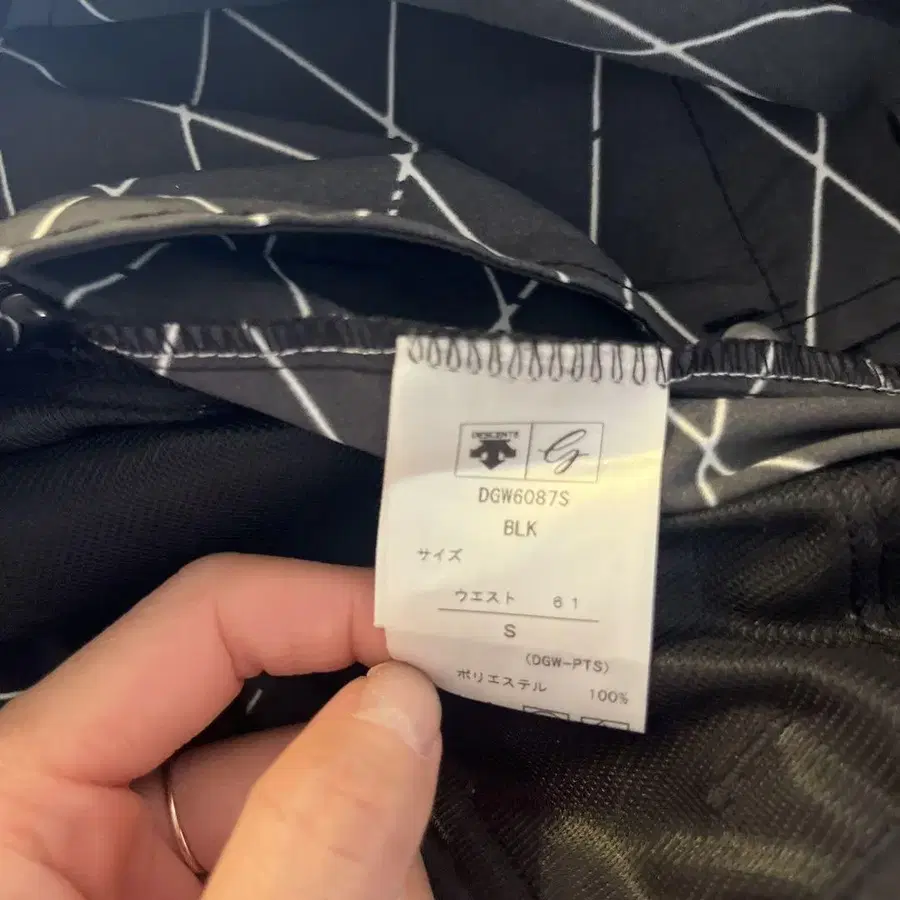 DESCENTE
DGW6087S
BLK
サイズ
ウエスト 61
S
(DGW-PTS)
ポリエステル 100%